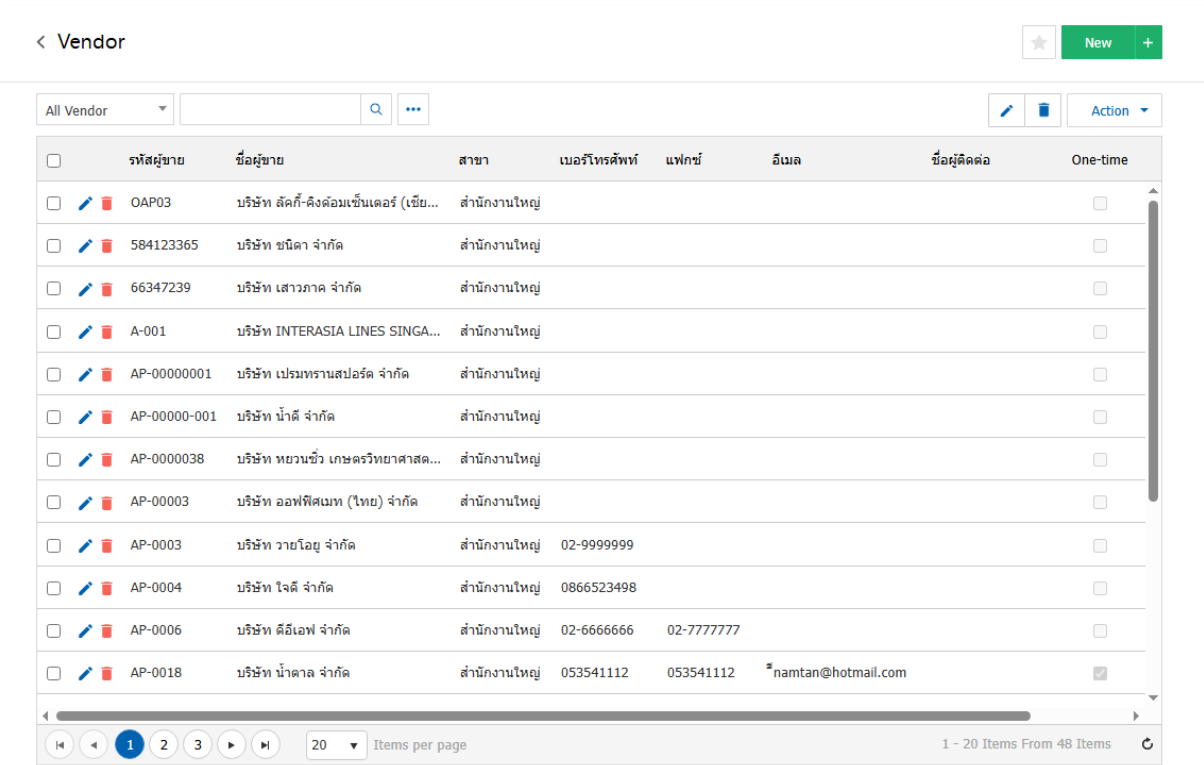 Vendor
New +
All Vendor
Action
รหัสผู้ขาย ชื่อผู้ขาย สาขา เบอร์โทรศัพท์ แฟกซ์ อีเมล ชื่อผู้ติดต่อ One-time
OAP03 บริษัท ลัคกี้-คิงด้อมเซ็นเตอร์ (เชีย... สำนักงานใหญ่
584123365 บริษัท ชนิดา จำกัด สำนักงานใหญ่
66347239 บริษัท เสาวภาค จำกัด สำนักงานใหญ่
A-001 บริษัท INTERASIA LINES SINGA... สำนักงานใหญ่
AP-00000001 บริษัท เปรมทรานสปอร์ต จำกัด สำนักงานใหญ่
AP-00000-001 บริษัท น้ำดี จำกัด สำนักงานใหญ่
AP-0000038 บริษัท หยวนชิ่ว เกษตรวิทยาศาสต... สำนักงานใหญ่
AP-00003 บริษัท ออฟฟิศเมท (ไทย) จำกัด สำนักงานใหญ่
AP-0003 บริษัท วายโอยู จำกัด สำนักงานใหญ่ 02-9999999
AP-0004 บริษัท ใจดี จำกัด สำนักงานใหญ่ 0866523498
AP-0006 บริษัท ดีอีเอฟ จำกัด สำนักงานใหญ่ 02-6666666 02-7777777
AP-0018 บริษัท น้ำตาล จำกัด สำนักงานใหญ่ 053541112 053541112 ัnamtan@hotmail.com
1 2 3 20 Items per page 1 - 20 Items From 48 Items